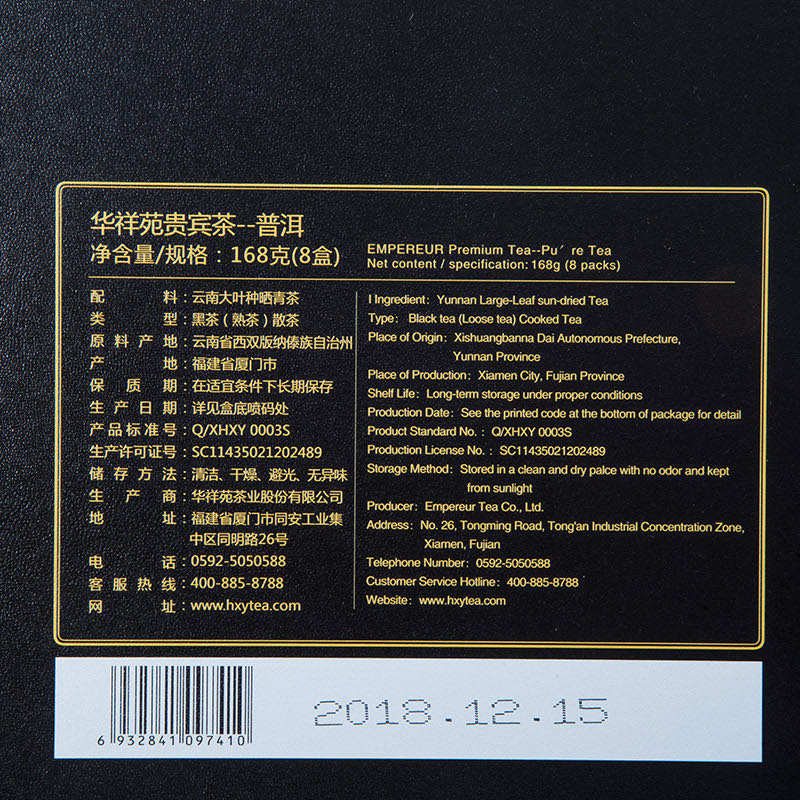 华祥苑贵宾茶--普洱
净含量/规格：168克(8盒)
EMPEREUR Premium Tea--Pu′ re Tea
Net content / specification: 168g (8 packs)
配料：云南大叶种晒青茶
类型：黑茶（熟茶）散茶
原料产地：云南省西双版纳傣族自治州
产地：福建省厦门市
保质期：在适宜条件下长期保存
生产日期：详见盒底喷码处
产品标准号：Q/XHXY 0003S
生产许可证号：SC11435021202489
储存方法：清洁、干燥、避光、无异味
生产商：华祥苑茶业股份有限公司
地址：福建省厦门市同安工业集
中区同明路26号
电话：0592-5050588
客服热线：400-885-8788
网址：www.hxytea.com
I Ingredient：Yunnan Large-Leaf sun-dried Tea
Type：Black tea (Loose tea) Cooked Tea
Place of Origin：Xishuangbanna Dai Autonomous Prefecture,
Yunnan Province
Place of Production：Xiamen City, Fujian Province
Shelf Life：Long-term storage under proper conditions
Production Date：See the printed code at the bottom of package for detail
Product Standard No.：Q/XHXY 0003S
Production License No.：SC11435021202489
Storage Method：Stored in a clean and dry palce with no odor and kept
from sunlight
Producer：Empereur Tea Co., Ltd.
Address：No. 26, Tongming Road, Tong'an Industrial Concentration Zone,
Xiamen, Fujian
Telephone Number：0592-5050588
Customer Service Hotline：400-885-8788
Website：www.hxytea.com
6 932841 097410
2018.12.15